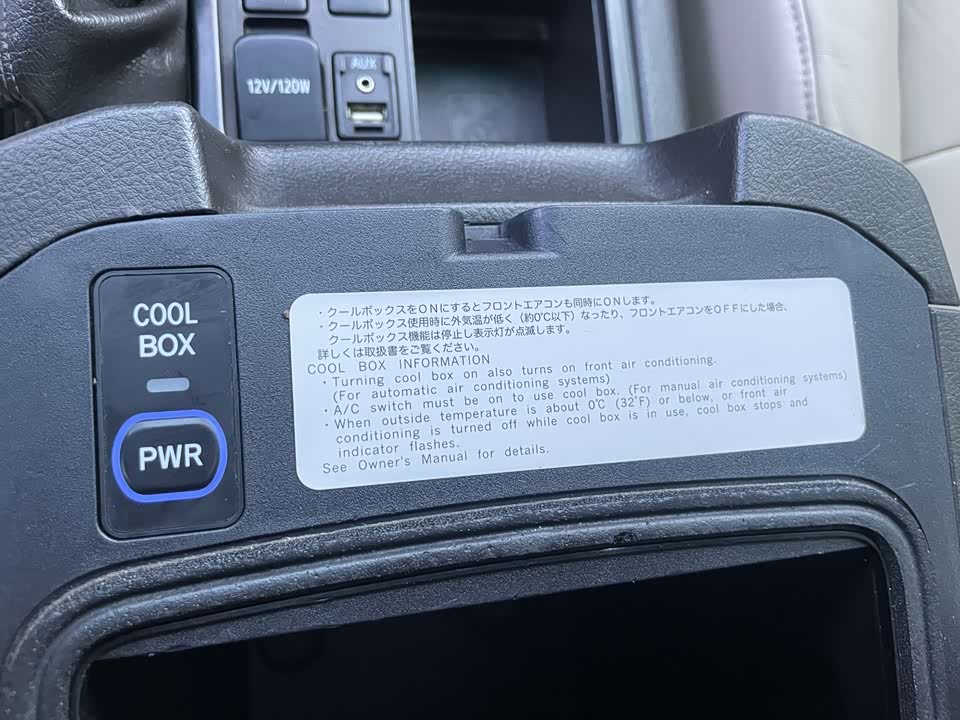 12V/120W
AUX
COOL
BOX
PWR
・クールボックスをONにするとフロントエアコンも同時にONします。
・クールボックス使用時に外気温が低く(約0℃以下)なったり、フロントエアコンをOFFにした場合、
クールボックス機能は停止し表示灯が点滅します。
詳しくは取扱書をご覧ください。
COOL BOX INFORMATION
・Turning cool box on also turns on front air conditioning.
(For automatic air conditioning systems)
・A/C switch must be on to use cool box. (For manual air conditioning systems)
・When outside temperature is about 0℃ (32°F) or below, or front air
conditioning is turned off while cool box is in use, cool box stops and
indicator flashes.
See Owner's Manual for details.